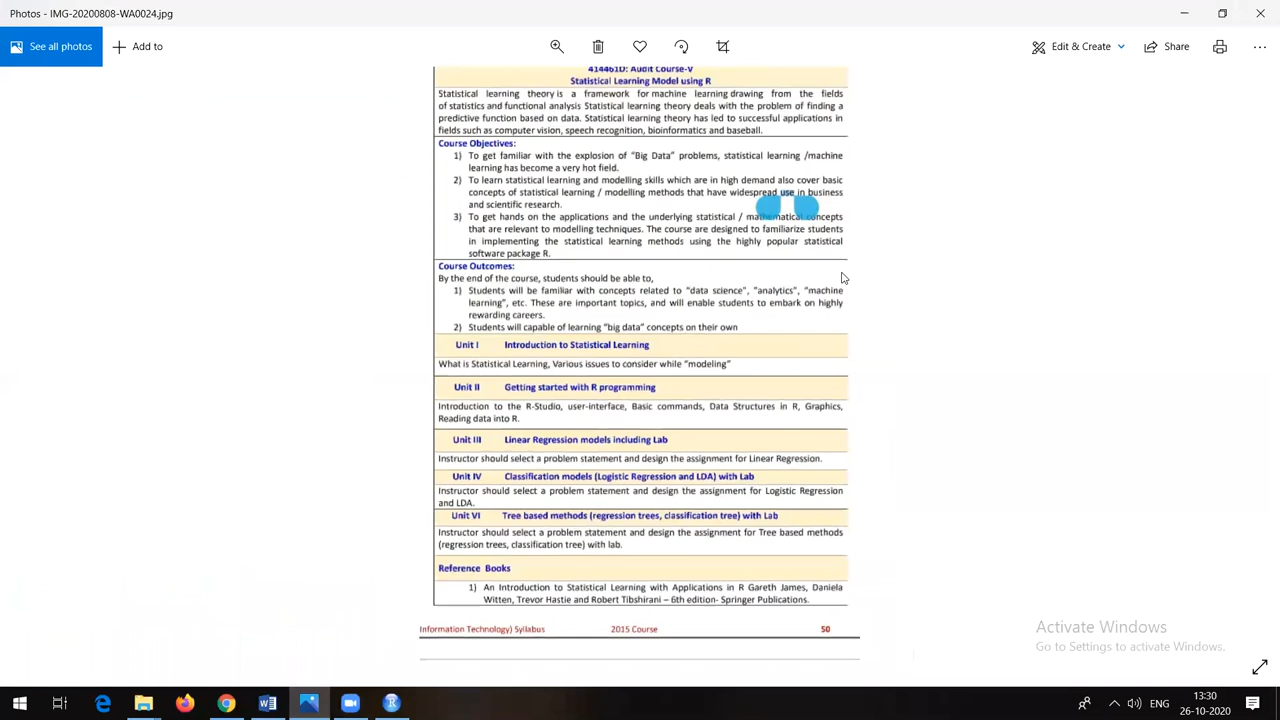 Photos - IMG-20200808-WA0024.jpg
See all photos
Add to
Edit & Create
Share
414461D: Audit Course-V
Statistical Learning Model using R
Statistical learning theory is a framework for machine learning drawing from the fields
of statistics and functional analysis Statistical learning theory deals with the problem of finding a
predictive function based on data. Statistical learning theory has led to successful applications in
fields such as computer vision, speech recognition, bioinformatics and baseball.
Course Objectives:
1) To get familiar with the explosion of "Big Data" problems, statistical learning /machine
learning has become a very hot field.
2) To learn statistical learning and modelling skills which are in high demand also cover basic
concepts of statistical learning / modelling methods that have widespread use in business
and scientific research.
3) To get hands on the applications and the underlying statistical / mathematical concepts
that are relevant to modelling techniques. The course are designed to familiarize students
in implementing the statistical learning methods using the highly popular statistical
software package R.
Course Outcomes:
By the end of the course, students should be able to,
1) Students will be familiar with concepts related to "data science", "analytics", "machine
learning", etc. These are important topics, and will enable students to embark on highly
rewarding careers.
2) Students will capable of learning "big data" concepts on their own
Unit I Introduction to Statistical Learning
What is Statistical Learning, Various issues to consider while "modeling"
Unit II Getting started with R programming
Introduction to the R-Studio, user-interface, Basic commands, Data Structures in R, Graphics,
Reading data into R.
Unit III Linear Regression models including Lab
Instructor should select a problem statement and design the assignment for Linear Regression.
Unit IV Classification models (Logistic Regression and LDA) with Lab
Instructor should select a problem statement and design the assignment for Logistic Regression
and LDA.
Unit VI Tree based methods (regression trees, classification tree) with Lab
Instructor should select a problem statement and design the assignment for Tree based methods
(regression trees, classification tree) with lab.
Reference Books
1) An Introduction to Statistical Learning with Applications in R Gareth James, Daniela
Witten, Trevor Hastie and Robert Tibshirani – 6th edition- Springer Publications.
Information Technology) Syllabus 2015 Course 50
Activate Windows
Go to Settings to activate Windows.
ENG
13:30
26-10-2020